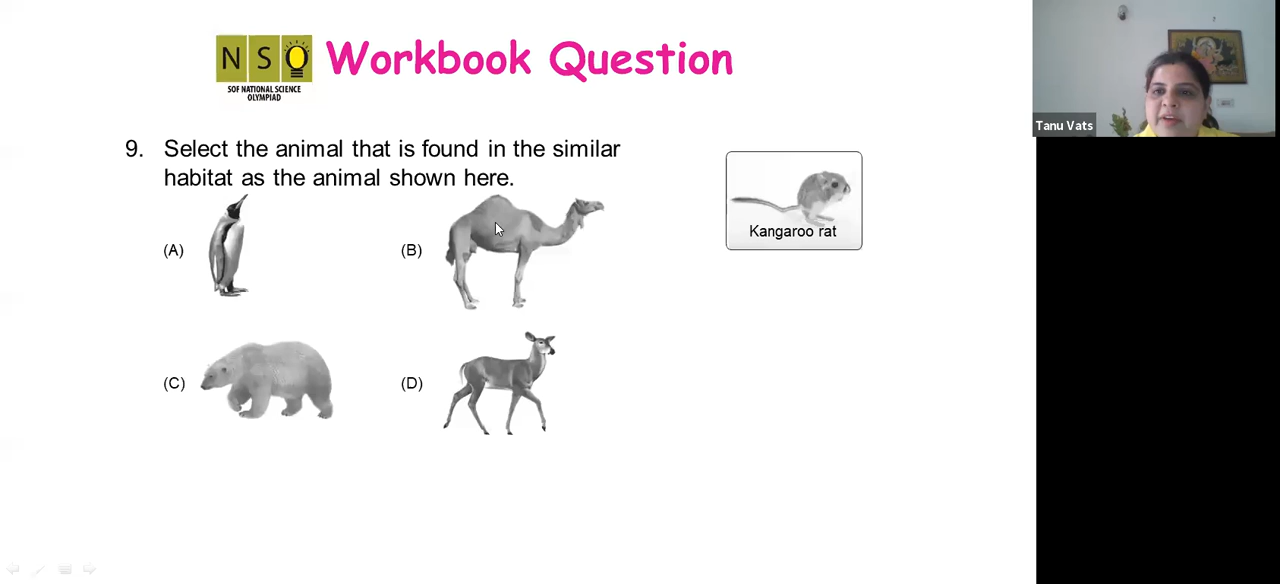 NSO Workbook Question
SOF NATIONAL SCIENCE
OLYMPIAD
Tanu Vats
9. Select the animal that is found in the similar
habitat as the animal shown here.
Kangaroo rat
(A)
(B)
(C)
(D)